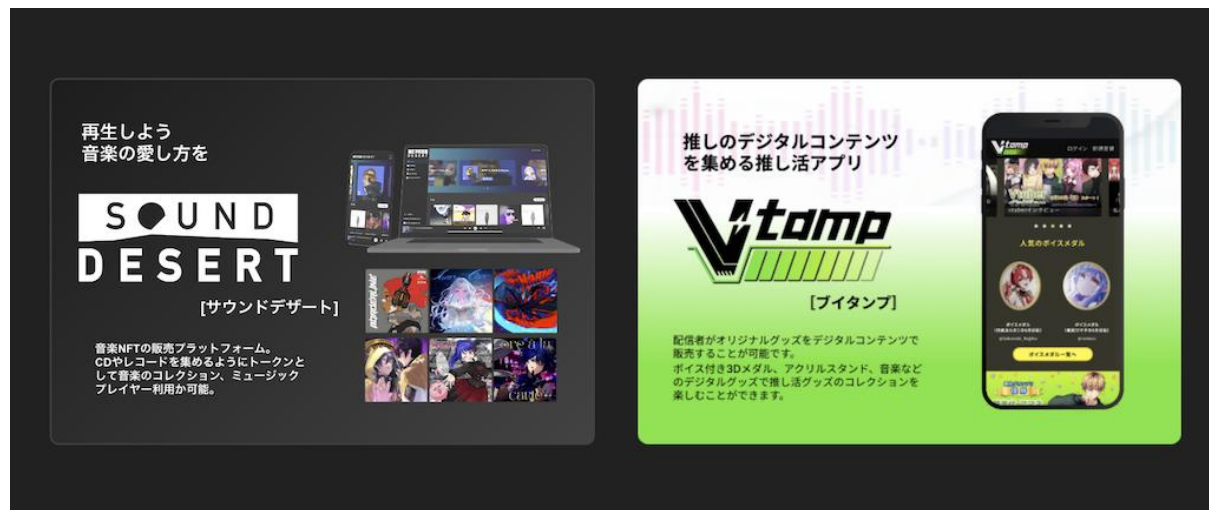 再生しよう
音楽の愛し方を
SOUND
DESERT
[サウンドデザート]
音楽NFTの販売プラットフォーム。
CDやレコードを集めるようにトークンと
して音楽のコレクション、ミュージック
プレイヤー利用か可能。
推しのデジタルコンテンツ
を集める推し活アプリ
Vtamp
[ブイタンプ]
配信者がオリジナルグッズをデジタルコンテンツで
販売することが可能です。
ボイス付き3Dメダル、アクリルスタンド、音楽など
のデジタルグッズで推し活グッズのコレクションを
楽しむことができます。
Vtamp
ログイン 新規登録
人気のボイスメダル
ボイスメダル一覧へ